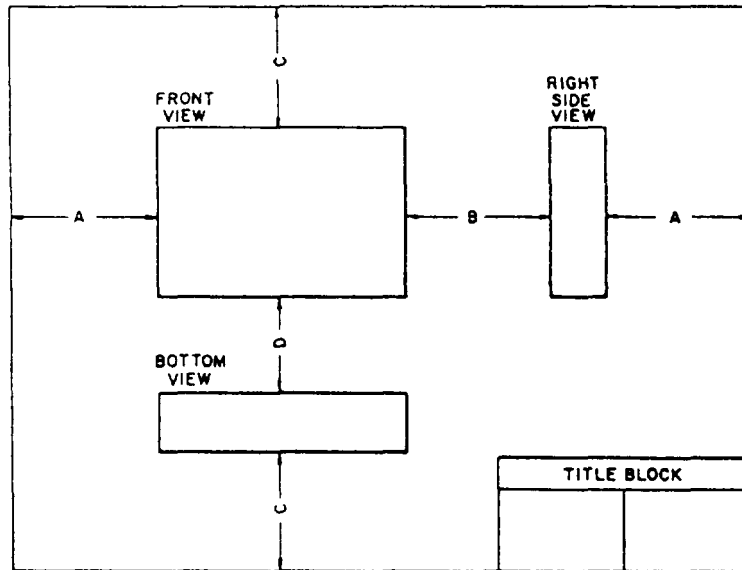 C
FRONT
VIEW
RIGHT
SIDE
VIEW
A
B
A
D
BOTTOM
VIEW
C
TITLE BLOCK